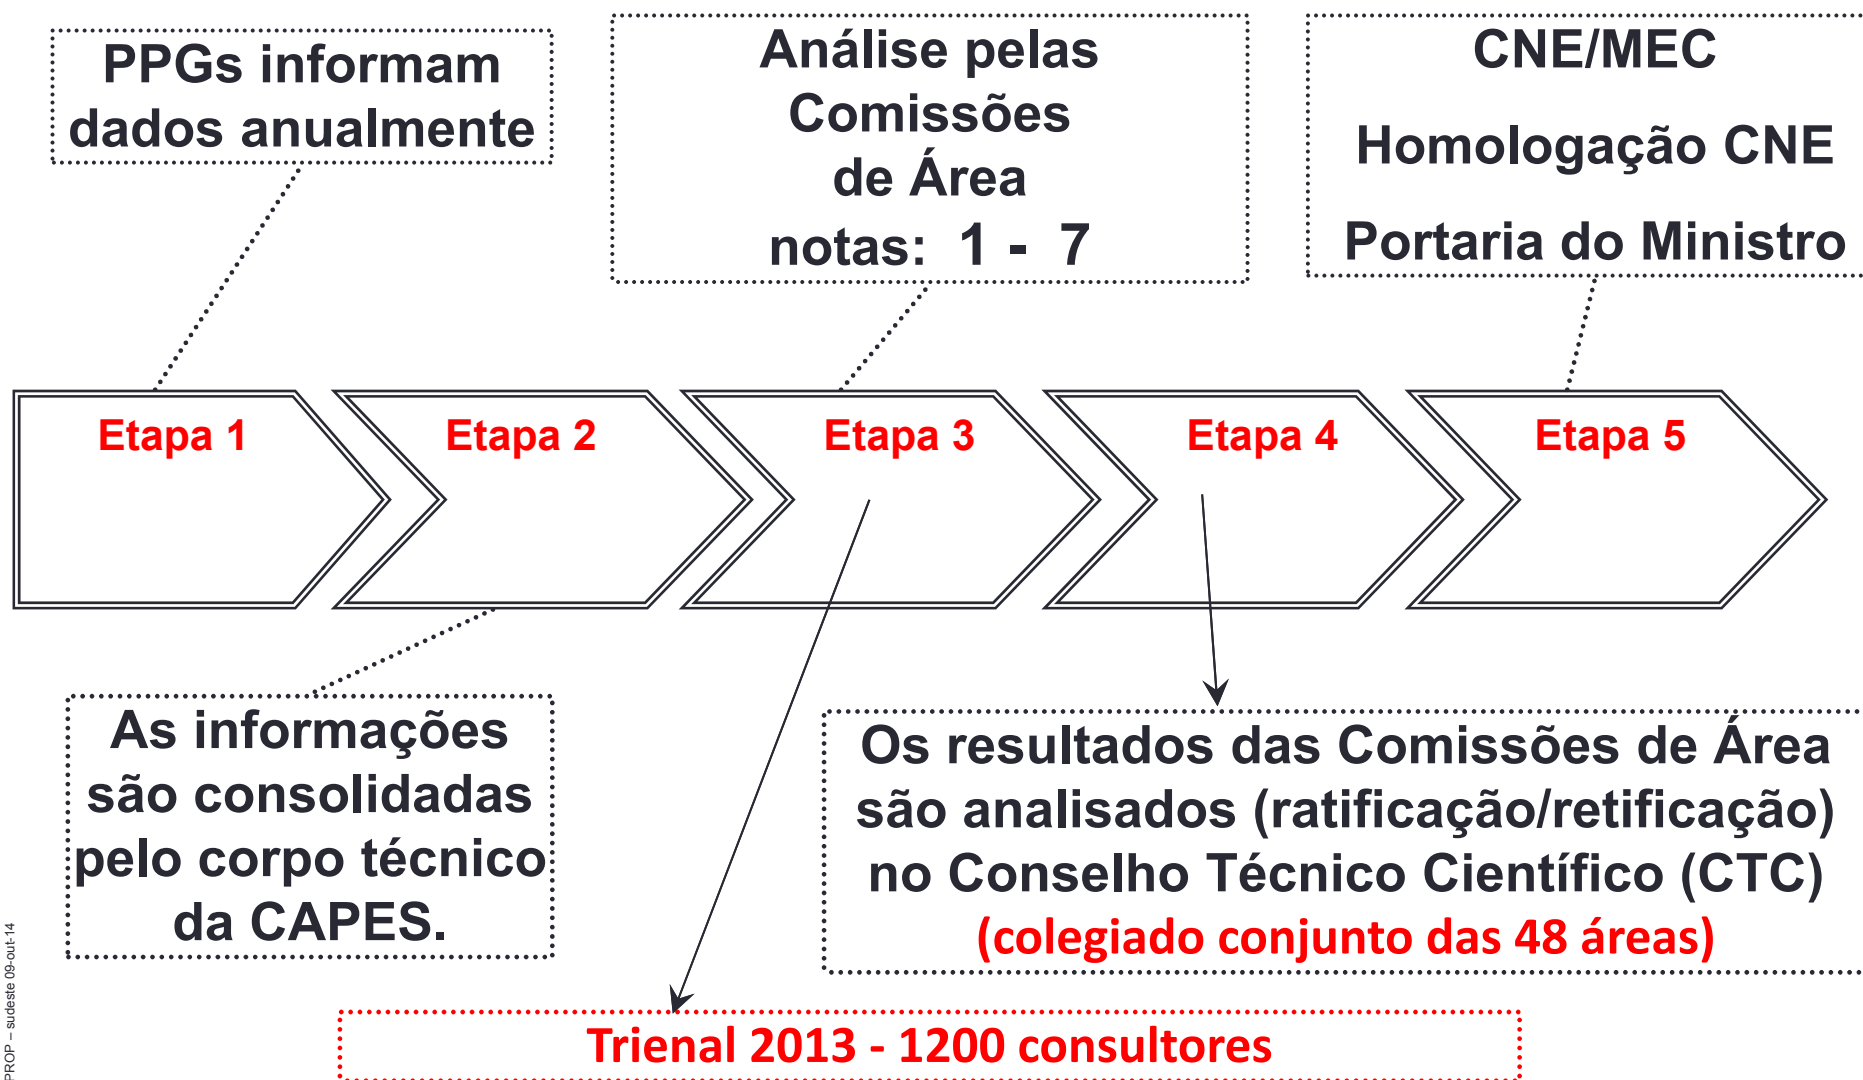 PPGs informam
dados anualmente
Análise pelas
Comissões
de Área
notas: 1 - 7
CNE/MEC
Homologação CNE
Portaria do Ministro
Etapa 1
Etapa 2
Etapa 3
Etapa 4
Etapa 5
As informações
são consolidadas
pelo corpo técnico
da CAPES.
Os resultados das Comissões de Área
são analisados (ratificação/retificação)
no Conselho Técnico Científico (CTC)
(colegiado conjunto das 48 áreas)
Trienal 2013 - 1200 consultores
PROP – sudeste 09-out-14